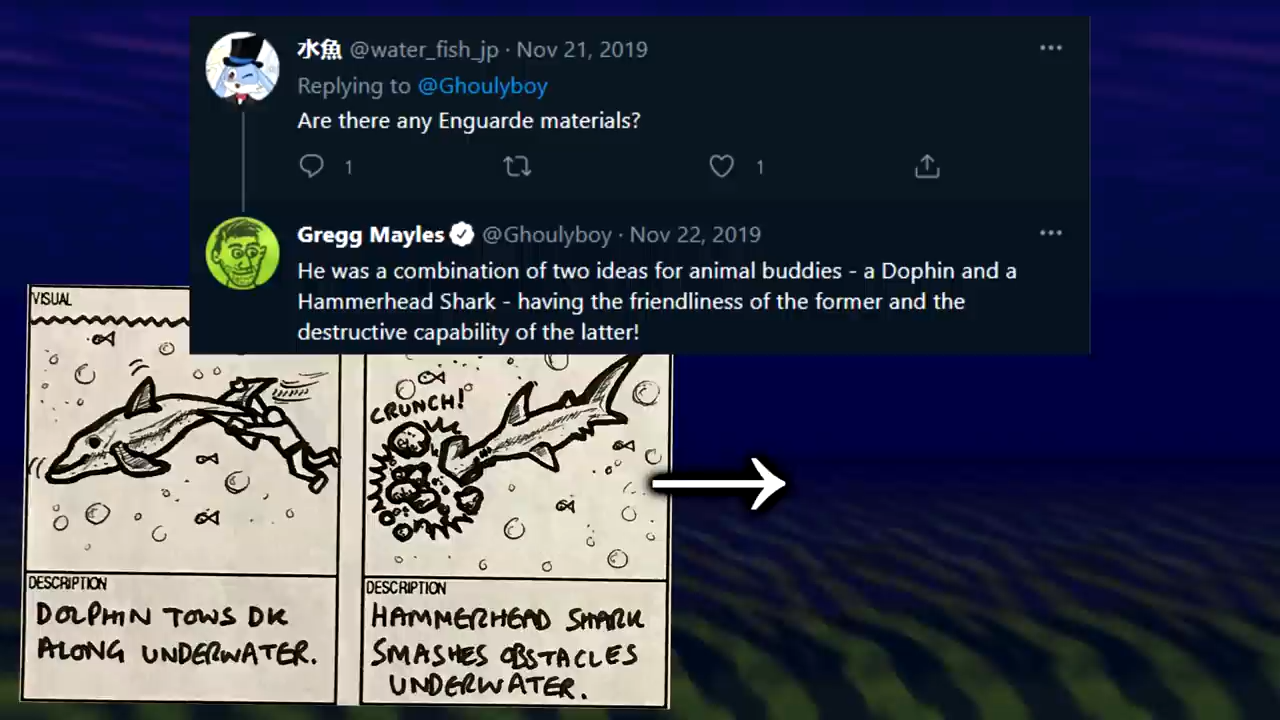 水魚 @water_fish_jp · Nov 21, 2019
Replying to @Ghoulyboy
Are there any Enguarde materials?
1
1
Gregg Mayles @Ghoulyboy · Nov 22, 2019
He was a combination of two ideas for animal buddies - a Dophin and a
Hammerhead Shark - having the friendliness of the former and the
destructive capability of the latter!
VISUAL
CRUNCH!
DESCRIPTION
DOLPHIN TOWS DK
ALONG UNDERWATER.
DESCRIPTION
HAMMERHEAD SHARK
SMASHES OBSTACLES
UNDERWATER.